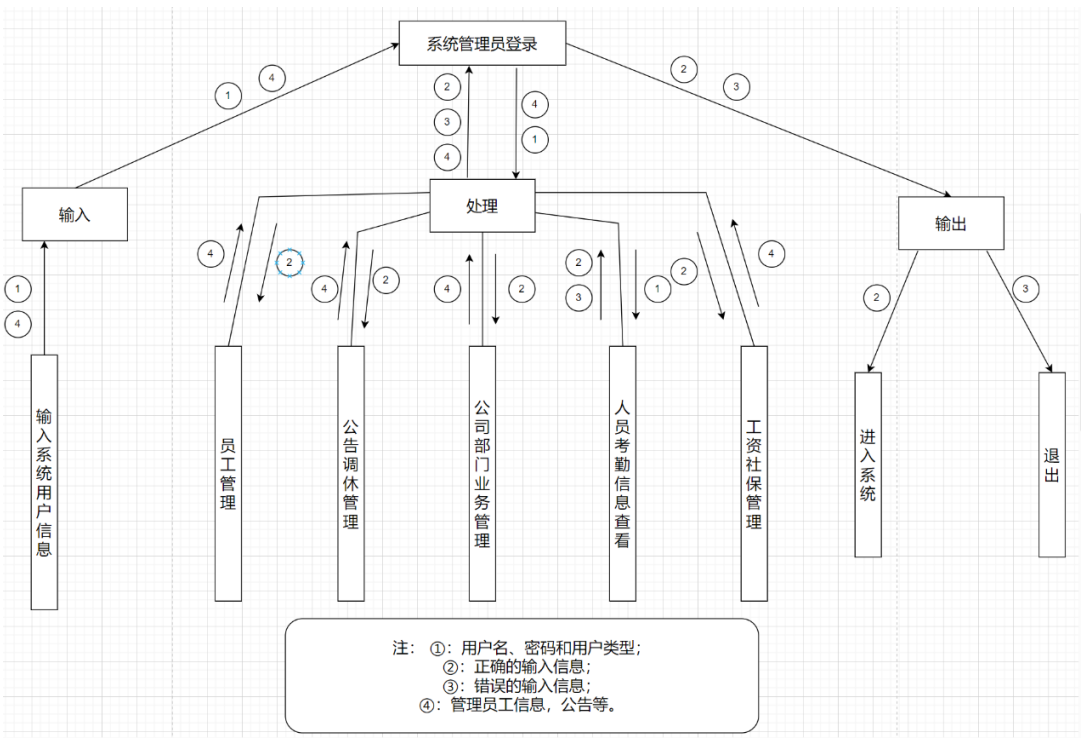 系统管理员登录
① ④
② ③ ④
④ ①
② ③
输入
处理
输出
① ④
④ ②
④ ②
④ ②
② ③ ①
② ④
②
③
输入系统用户信息
员工管理
公告调休管理
公司部门业务管理
人员考勤信息查看
工资社保管理
进入系统
退出
注： ①：用户名、密码和用户类型；
②：正确的输入信息；
③：错误的输入信息；
④：管理员工信息，公告等。